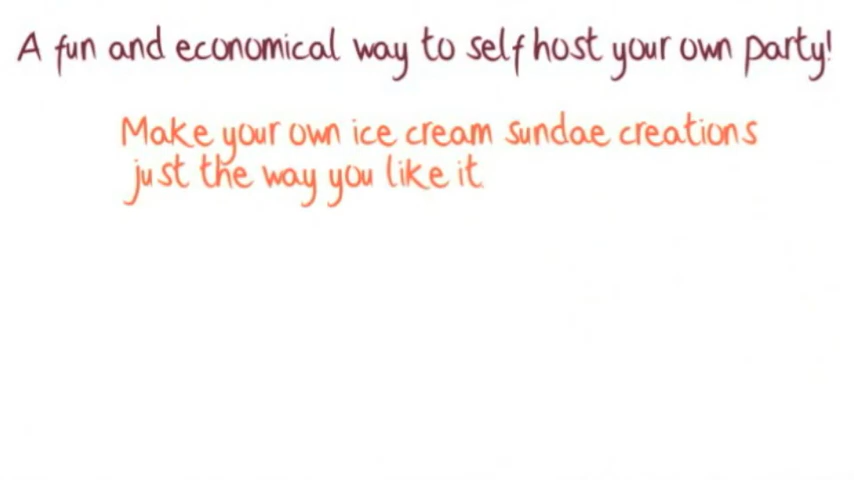 A fun and economical way to self host your own party!
Make your own ice cream sundae creations
just the way you like it